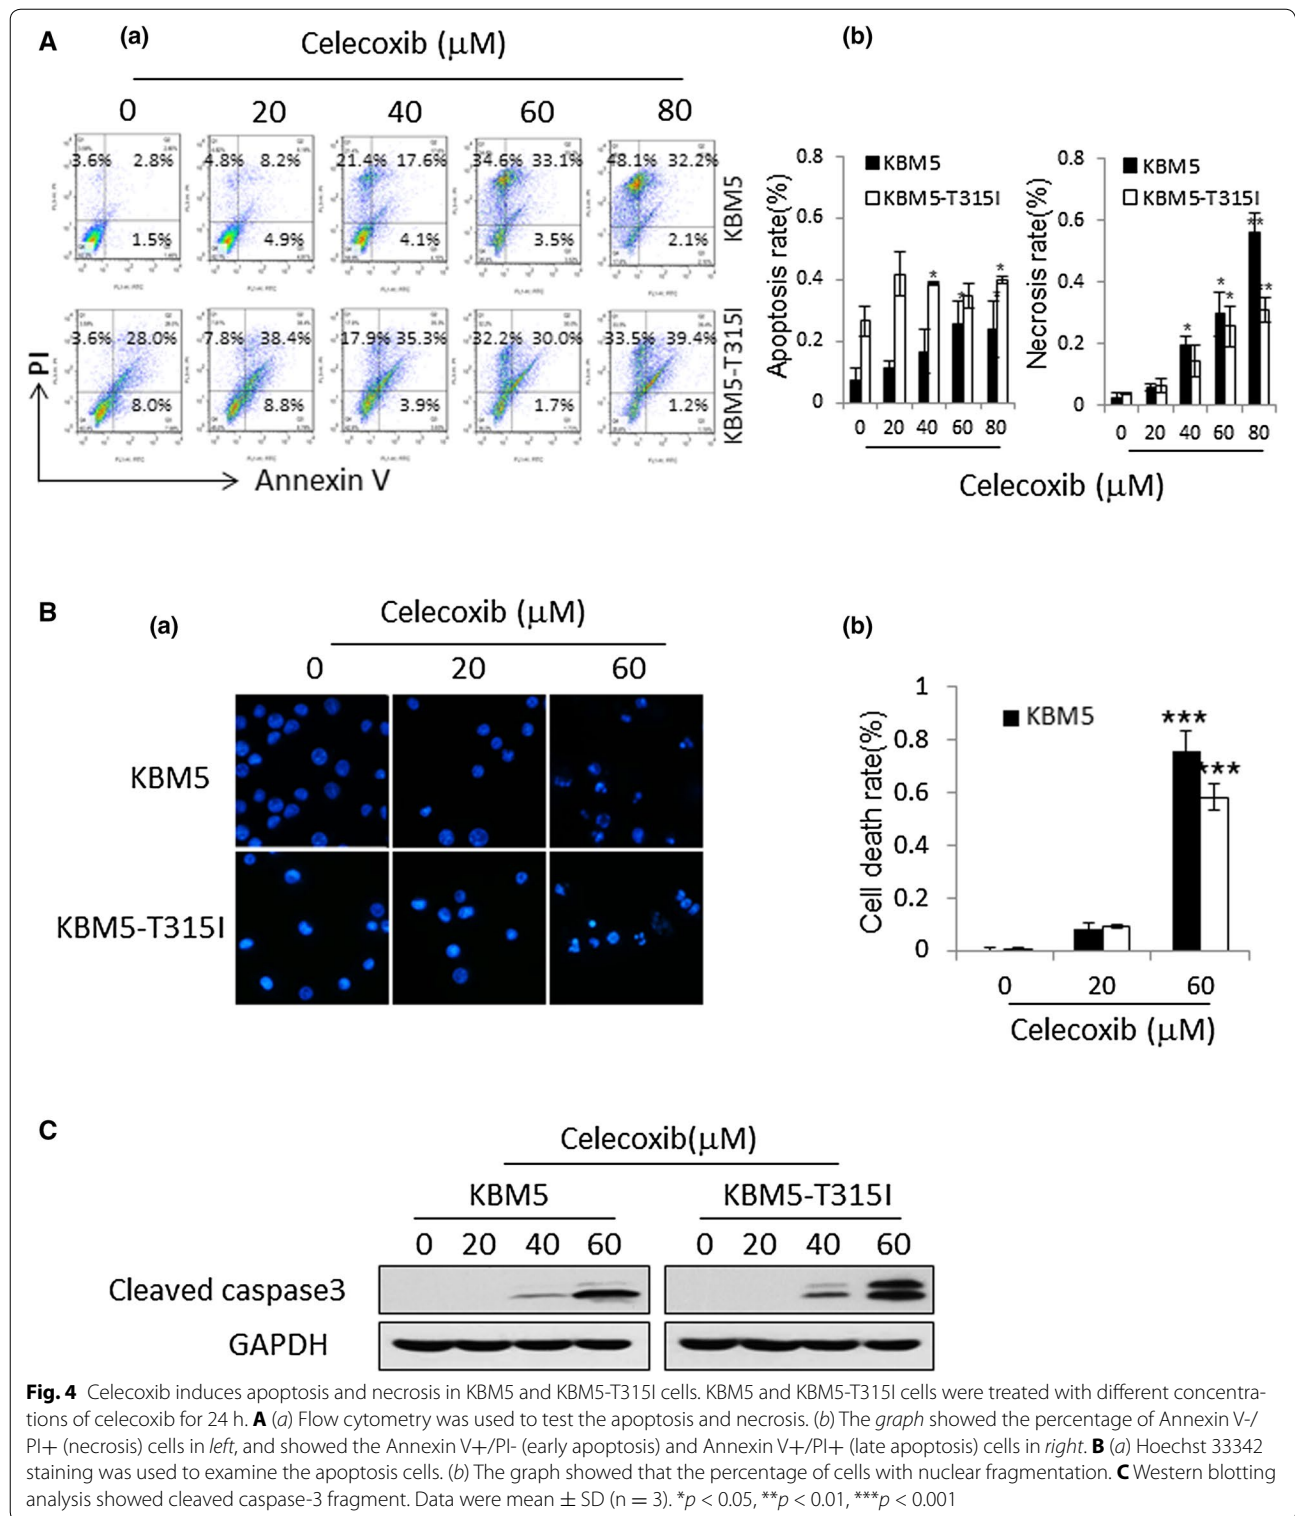 A
(a)
Celecoxib (μM)
0 20 40 60 80
3.6% 2.8% 4.8% 8.2% 21.4% 17.6% 34.6% 33.1% 48.1% 32.2%
1.5% 4.9% 4.1% 3.5% 2.1%
KBM5
3.6% 28.0% 7.8% 38.4% 17.9% 35.3% 32.2% 30.0% 33.5% 39.4%
8.0% 8.8% 3.9% 1.7% 1.2%
KBM5-T315I
PI
Annexin V
(b)
Apoptosis rate(%)
0.8
0.6
0.4
0.2
0
KBM5
KBM5-T315I
* * * *
0 20 40 60 80
Necrosis rate(%)
0.8
0.6
0.4
0.2
0
KBM5
KBM5-T315I
* * * ** **
0 20 40 60 80
Celecoxib (μM)
B
(a)
Celecoxib (μM)
0 20 60
KBM5
KBM5-T315I
(b)
Cell death rate(%)
1
0.8
0.6
0.4
0.2
0
KBM5
***
***
0 20 60
Celecoxib (μM)
C
Celecoxib(μM)
KBM5 KBM5-T315I
0 20 40 60 0 20 40 60
Cleaved caspase3
GAPDH
Fig. 4 Celecoxib induces apoptosis and necrosis in KBM5 and KBM5-T315I cells. KBM5 and KBM5-T315I cells were treated with different concentra-
tions of celecoxib for 24 h. A (a) Flow cytometry was used to test the apoptosis and necrosis. (b) The graph showed the percentage of Annexin V-/
PI+ (necrosis) cells in left, and showed the Annexin V+/PI- (early apoptosis) and Annexin V+/PI+ (late apoptosis) cells in right. B (a) Hoechst 33342
staining was used to examine the apoptosis cells. (b) The graph showed that the percentage of cells with nuclear fragmentation. C Western blotting
analysis showed cleaved caspase-3 fragment. Data were mean ± SD (n = 3). *p < 0.05, **p < 0.01, ***p < 0.001